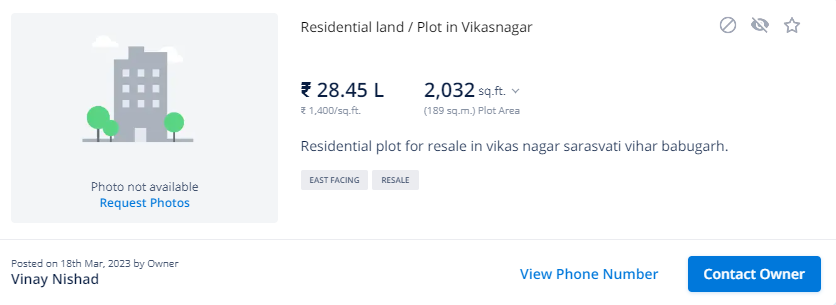 Residential land / Plot in Vikasnagar
₹ 28.45 L
₹ 1,400/sq.ft.
2,032 sq.ft.
(189 sq.m.) Plot Area
Residential plot for resale in vikas nagar sarasvati vihar babugarh.
EAST FACING
RESALE
Photo not available
Request Photos
Posted on 18th Mar, 2023 by Owner
Vinay Nishad
View Phone Number
Contact Owner